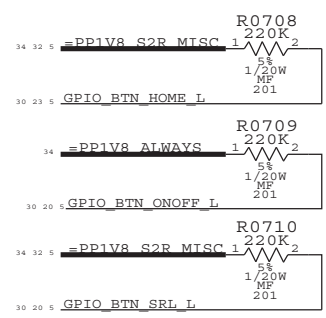 R0708
220K
34 32 5 =PP1V8_S2R_MISC 1 2
5%
1/20W
MF
201
30 23 5 GPIO_BTN_HOME_L
R0709
220K
34 =PP1V8_ALWAYS 1 2
5%
1/20W
MF
201
30 20 5 GPIO_BTN_ONOFF_L
R0710
220K
34 32 5 =PP1V8_S2R_MISC 1 2
5%
1/20W
MF
201
30 20 5 GPIO_BTN_SRL_L